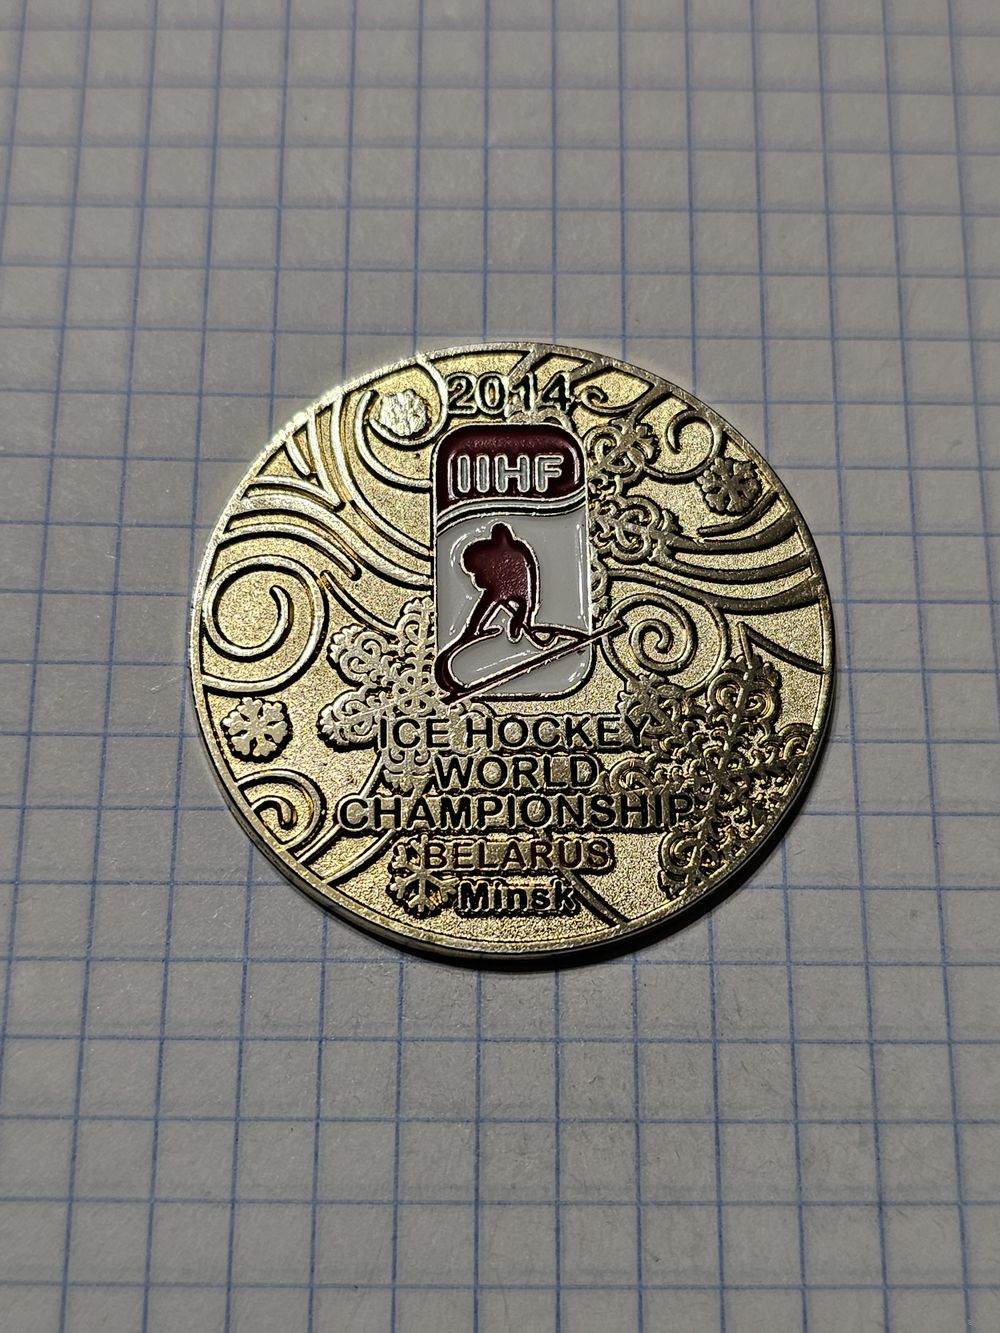 2014
IIHF
ICE HOCKEY
WORLD
CHAMPIONSHIP
BELARUS
Minsk